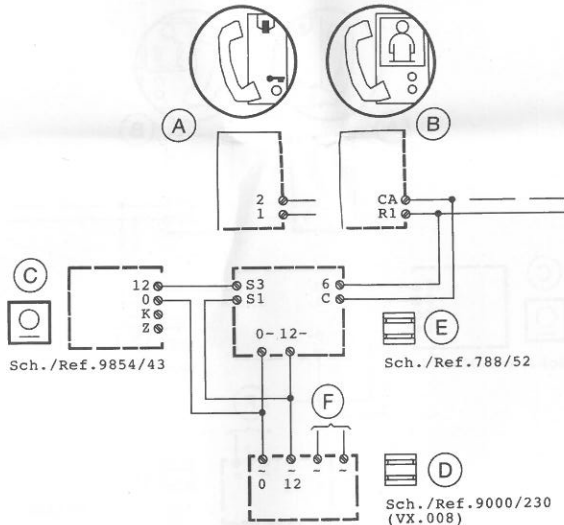 A
B
2
1
CA
R1
C
12
0
K
Z
S3
S1
6
C
0- 12-
E
Sch./Ref.9854/43
Sch./Ref.788/52
F
~ ~ ~ ~
0 12
D
Sch./Ref.9000/230
(VX.008)